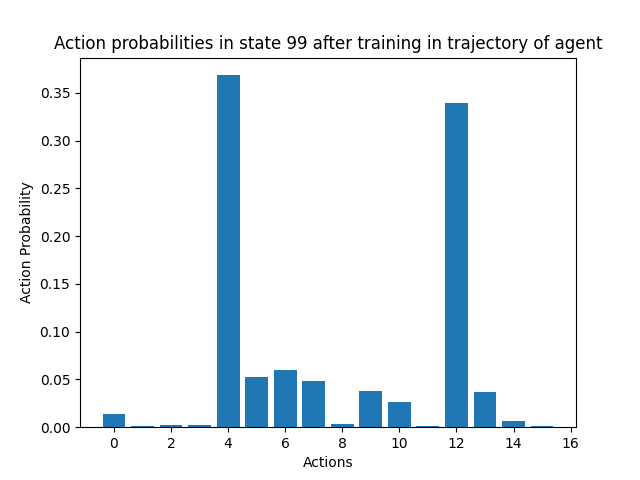 Action probabilities in state 99 after training in trajectory of agent
0.35
0.30
0.25
0.20
0.15
0.10
0.05
0.00
Action Probability
0 2 4 6 8 10 12 14 16
Actions